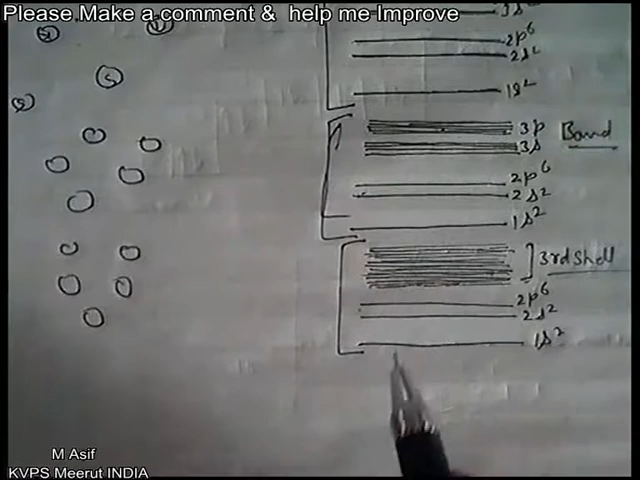 Please Make a comment & help me Improve
3s²
2p⁶
2s²
1s²
3p Band
3s
2p⁶
2s²
1s²
3rd shell
2p⁶
2s²
1s²
M Asif
KVPS Meerut INDIA